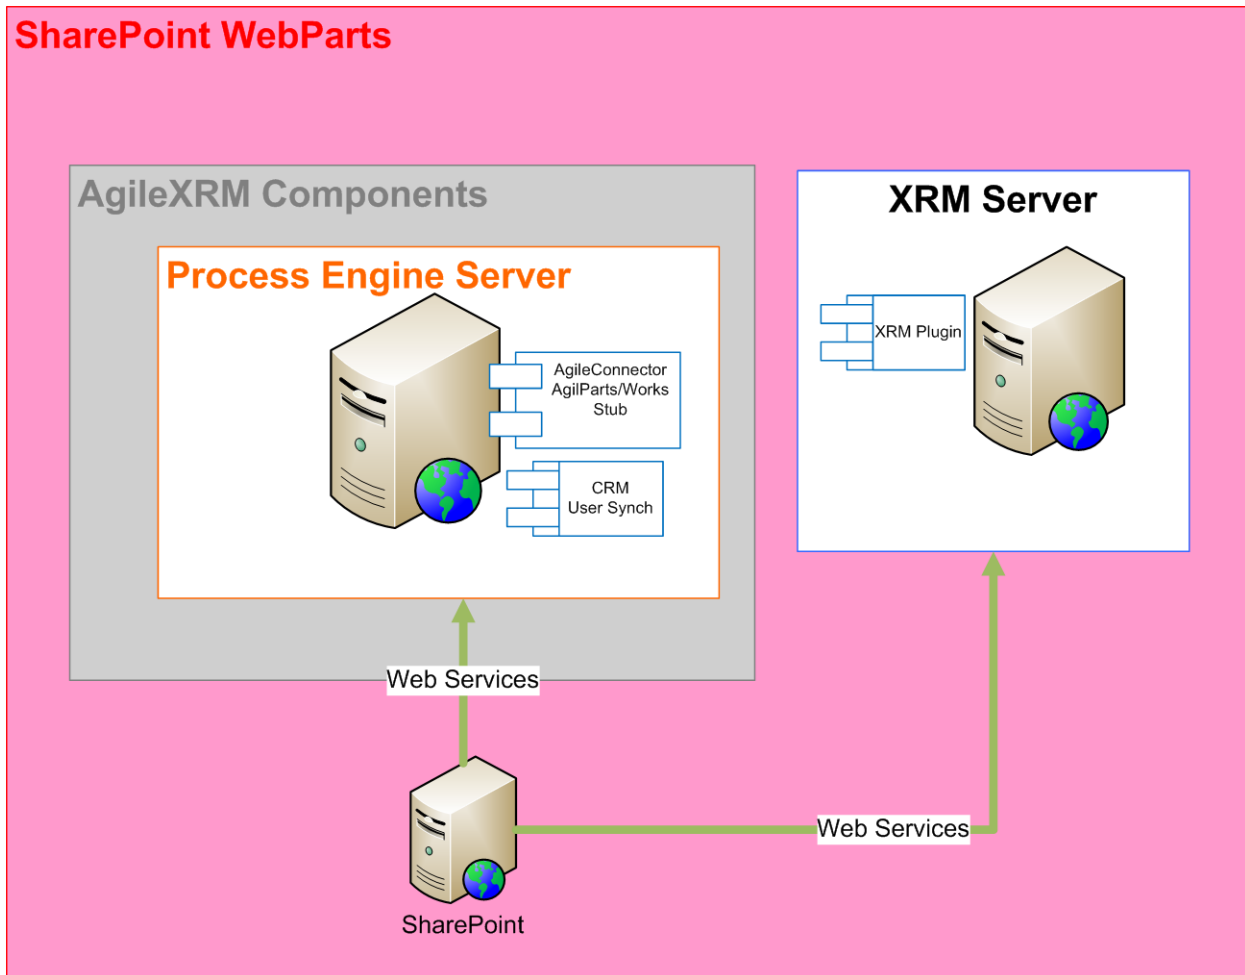 SharePoint WebParts
AgileXRM Components
XRM Server
Process Engine Server
XRM Plugin
AgileConnector
AgilParts/Works
Stub
CRM
User Synch
Web Services
Web Services
SharePoint